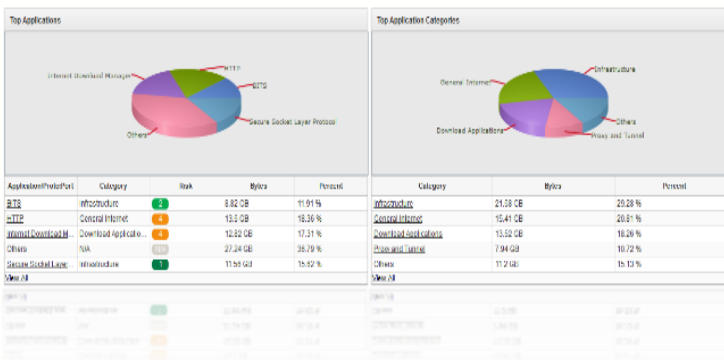 Top Applications
HTTP
Internet Download Manager
BITS
Secure Socket Layer Protocol
Others
Application/Proto/Port Category Risk Bytes Percent
BITS Infrastructure 2 8.82 GB 11.91 %
HTTP General Internet 4 13.6 GB 18.36 %
Internet Download M... Download Applicatio... 4 12.82 GB 17.31 %
Others N/A 27.24 GB 36.79 %
Secure Socket Layer... Infrastructure 1 11.56 GB 15.62 %
View All
Top Application Categories
Infrastructure
General Internet
Others
Download Applications
Proxy and Tunnel
Category Bytes Percent
Infrastructure 21.68 GB 29.28 %
General Internet 15.41 GB 20.81 %
Download Applications 13.52 GB 18.26 %
Proxy and Tunnel 7.94 GB 10.72 %
Others 11.2 GB 15.13 %
View All